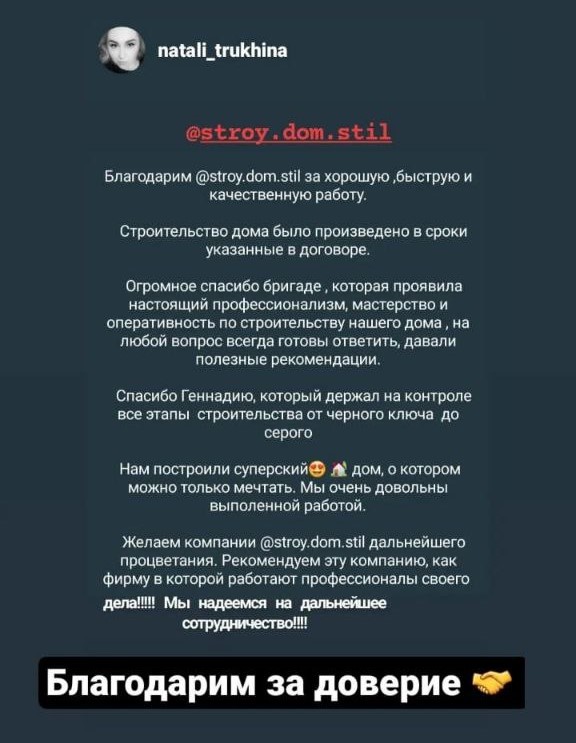 natali_trukhina
@stroy.dom.stil
Благодарим @stroy.dom.stil за хорошую ,быструю и
качественную работу.
Строительство дома было произведено в сроки
указанные в договоре.
Огромное спасибо бригаде , которая проявила
настоящий профессионализм, мастерство и
оперативность по строительству нашего дома , на
любой вопрос всегда готовы ответить, давали
полезные рекомендации.
Спасибо Геннадию, который держал на контроле
все этапы строительства от черного ключа до
серого
Нам построили суперский😍 🏡 дом, о котором
можно только мечтать. Мы очень довольны
выполенной работой.
Желаем компании @stroy.dom.stil дальнейшего
процветания. Рекомендуем эту компанию, как
фирму в которой работают профессионалы своего
дела!!!!! Мы надеемся на дальнейшее
сотрудничество!!!!
Благодарим за доверие 🤝